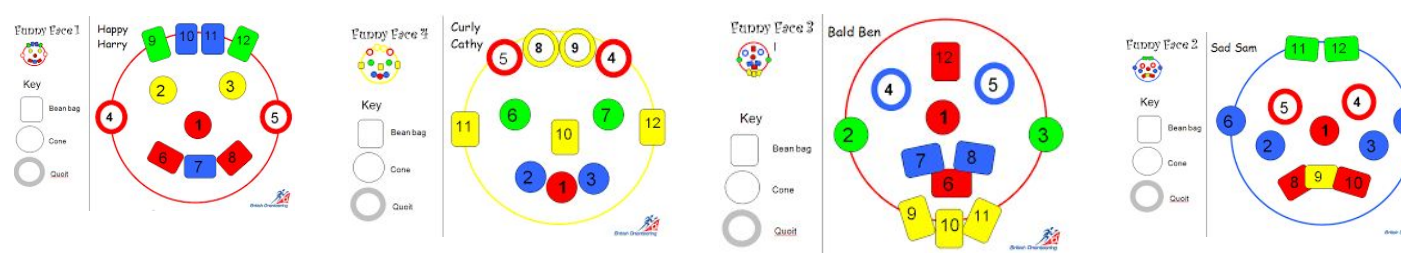 Funny Face 1
Key
Bean bag
Cone
Quoit
Happy
Harry
9
10
11
12
2
3
4
1
5
6
7
8
British Orienteering
Funny Face 4
Key
Bean bag
Cone
Quoit
Curly
Cathy
5
8
9
4
6
7
11
10
12
2
1
3
British Orienteering
Funny Face 3
Key
Bean bag
Cone
Quoit
Bald Ben
12
4
5
1
2
3
7
8
6
9
10
11
British Orienteering
Funny Face 2
Key
Bean bag
Cone
Quoit
Sad Sam
11
12
5
4
6
1
2
3
8
9
10
British Orienteering